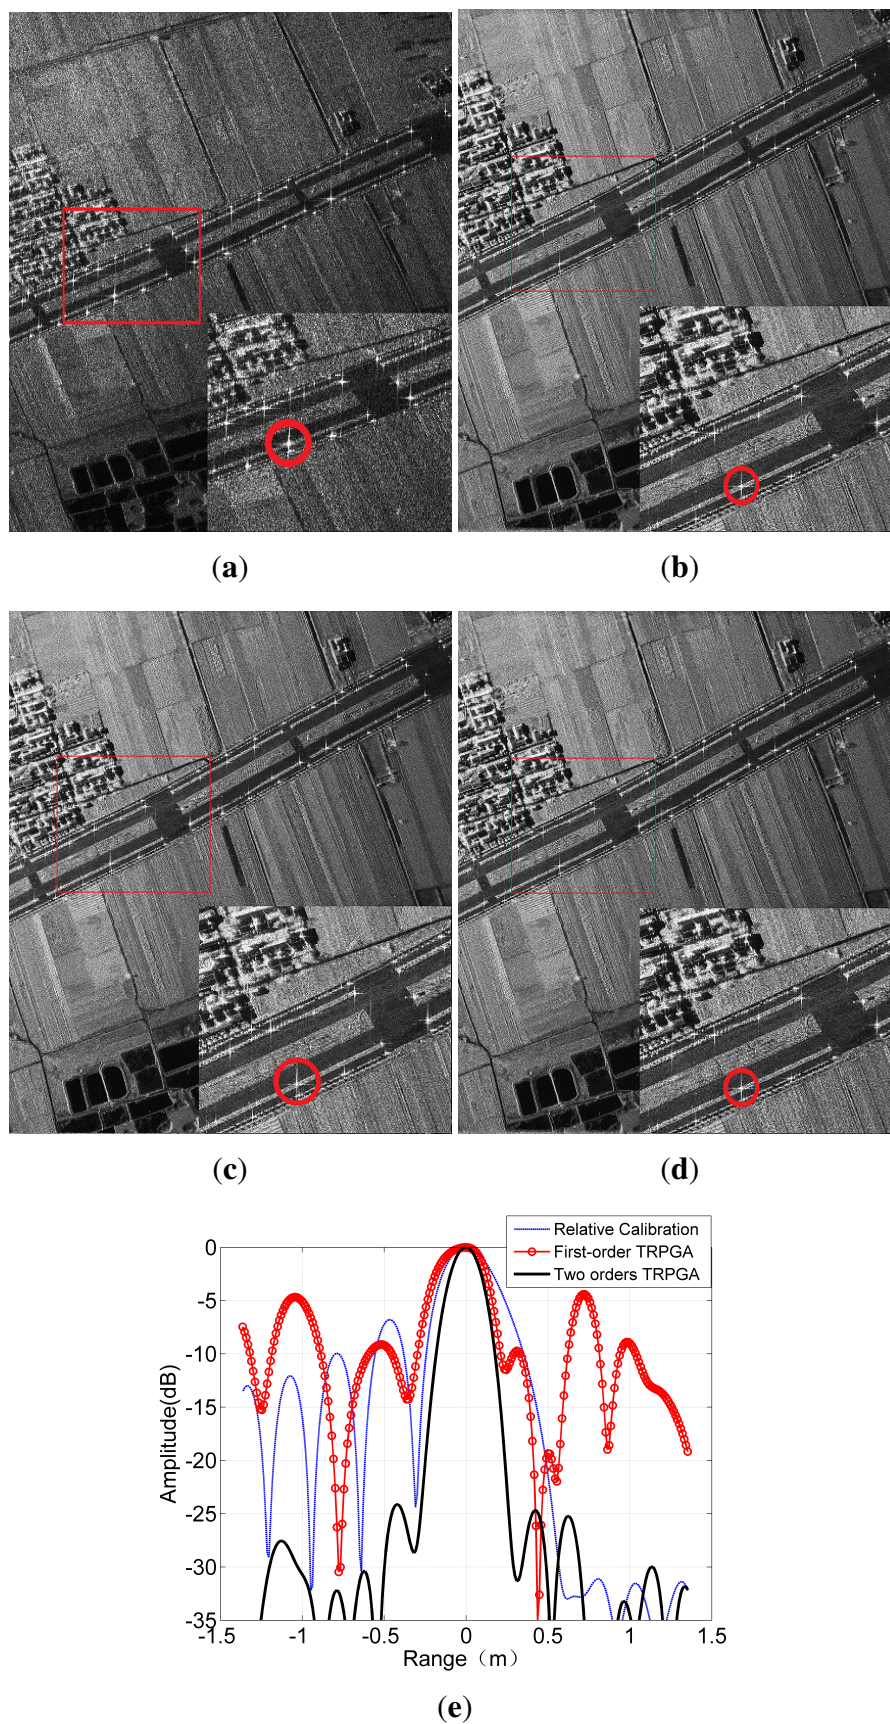 (a)
(b)
(c)
(d)
Relative Calibration
First-order TRPGA
Two orders TRPGA
0
-5
-10
-15
-20
-25
-30
-35
Amplitude(dB)
-1.5
-1
-0.5
0
0.5
1
1.5
Range（m）
(e)